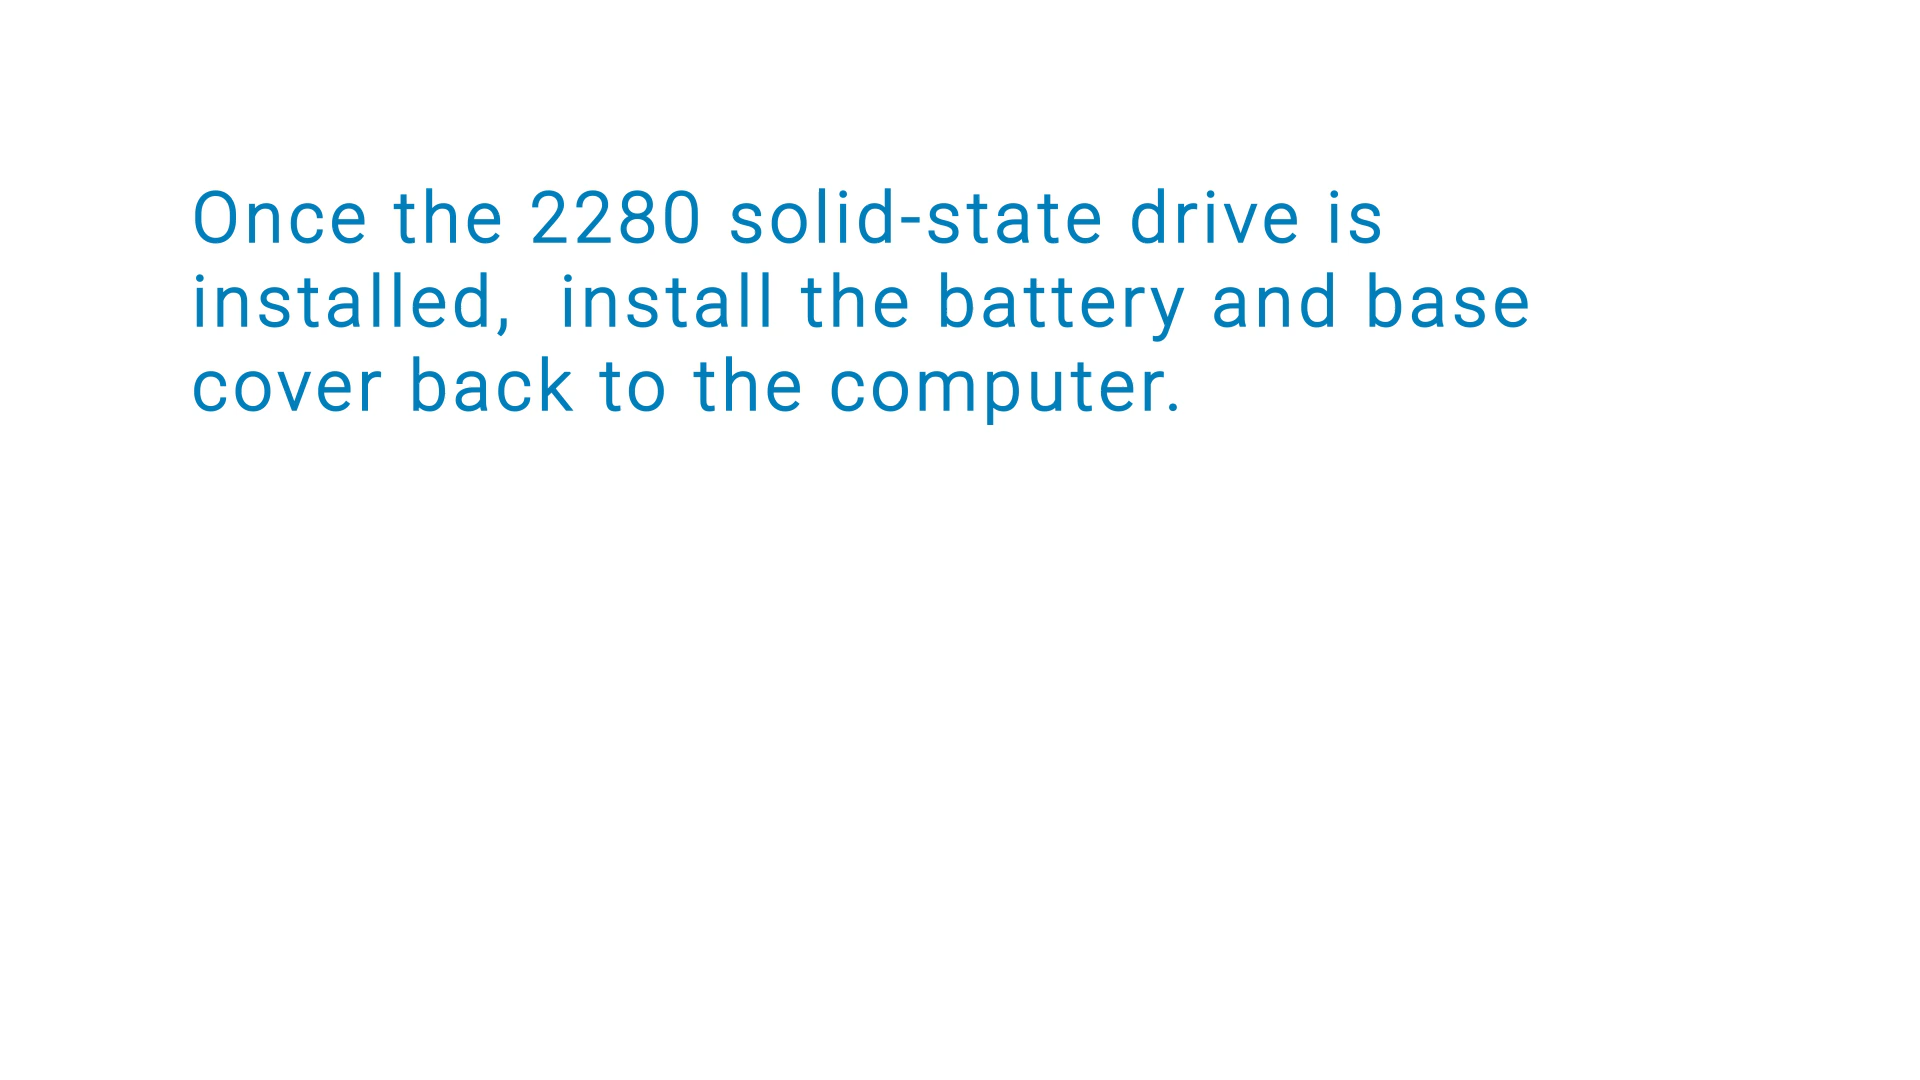 Once the 2280 solid-state drive is
installed,  install the battery and base
cover back to the computer.